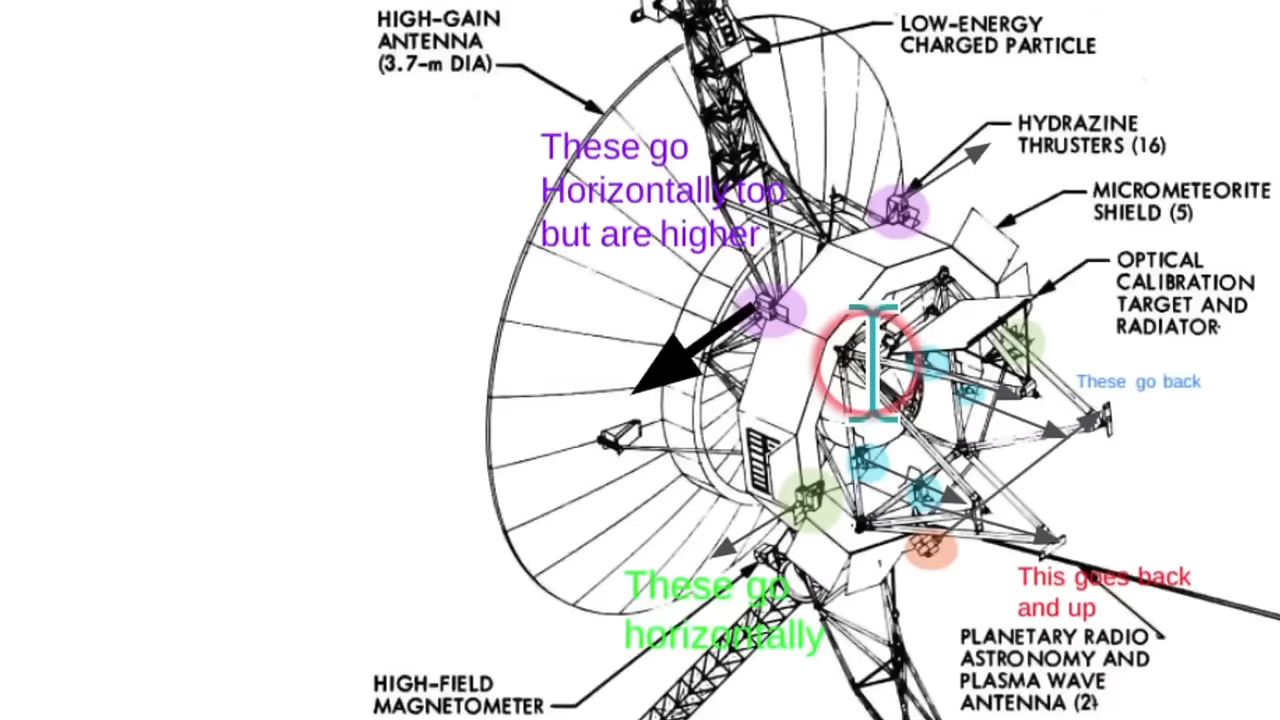 HIGH-GAIN
ANTENNA
(3.7-m DIA)
LOW-ENERGY
CHARGED PARTICLE
HYDRAZINE
THRUSTERS (16)
These go
Horizontally too
but are higher
MICROMETEORITE
SHIELD (5)
OPTICAL
CALIBRATION
TARGET AND
RADIATOR
These go back
These go
horizontally
This goes back
and up
PLANETARY RADIO
ASTRONOMY AND
PLASMA WAVE
ANTENNA (2)
HIGH-FIELD
MAGNETOMETER